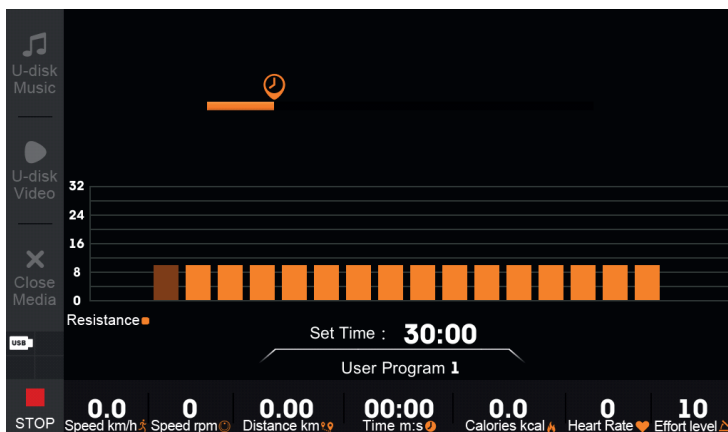 U-disk
Music
U-disk
Video
Close
Media
USB
STOP
32
24
16
8
0
Resistance
Set Time : 30:00
User Program 1
0.0 0 0.00 00:00 0.0 0 10
Speed km/h Speed rpm Distance km Time m:s Calories kcal Heart Rate Effort level